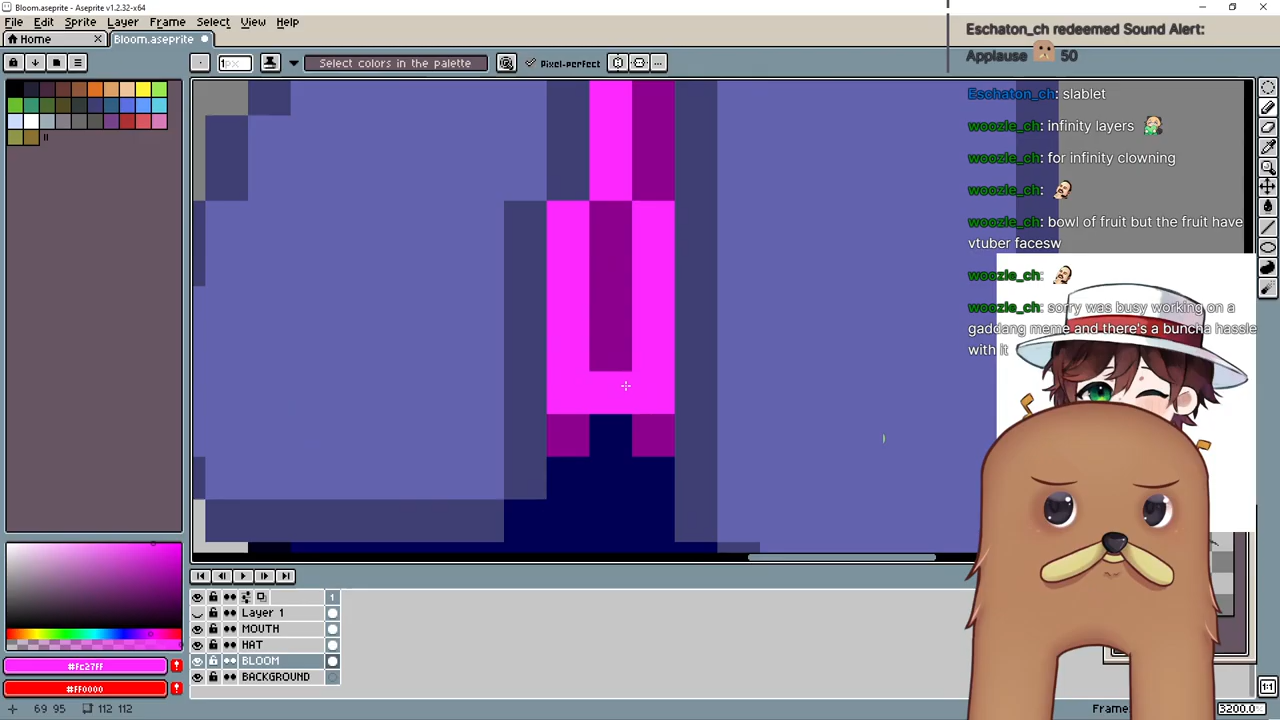 Bloom.aseprite - Aseprite v1.2.32-x64
File Edit Sprite Layer Frame Select View Help
Home Bloom.aseprite
1px Select colors in the palette Pixel-perfect
Eschaton_ch redeemed Sound Alert:
Applause 50
Eschaton_ch: slablet
woozle_ch: infinity layers
woozle_ch: for infinity clowning
woozle_ch:
woozle_ch: bowl of fruit but the fruit have
vtuber facesw
woozle_ch:
woozle_ch: sorry was busy working on a
gaddang meme and there's a buncha hassle
with it
1
Layer 1
MOUTH
HAT
BLOOM
BACKGROUND
#fc27ff
#FF0000
1:1
69 95 112 112
Frame:
3200.0